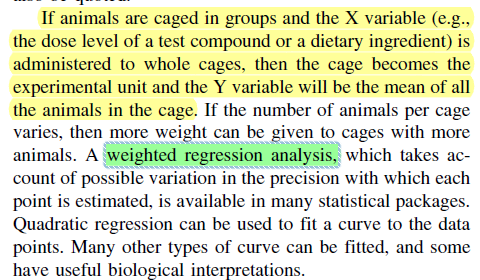 also be quoted.
If animals are caged in groups and the X variable (e.g.,
the dose level of a test compound or a dietary ingredient) is
administered to whole cages, then the cage becomes the
experimental unit and the Y variable will be the mean of all
the animals in the cage. If the number of animals per cage
varies, then more weight can be given to cages with more
animals. A weighted regression analysis, which takes ac-
count of possible variation in the precision with which each
point is estimated, is available in many statistical packages.
Quadratic regression can be used to fit a curve to the data
points. Many other types of curve can be fitted, and some
have useful biological interpretations.